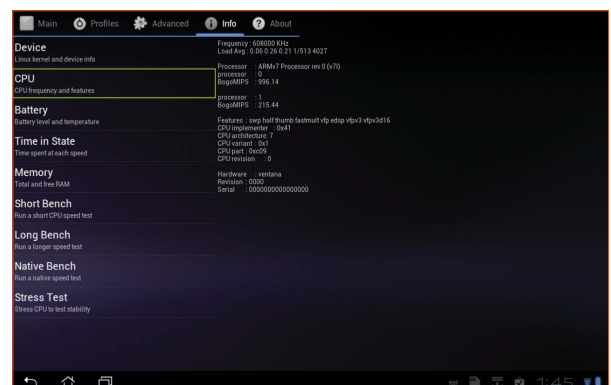 Main Profiles Advanced Info About
Device
Linux kernel and device info
CPU
CPU frequency and features
Battery
Battery level and temperature
Time in State
Time spent at each speed
Memory
Total and free RAM
Short Bench
Run a short CPU speed test
Long Bench
Run a longer speed test
Native Bench
Run a native speed test
Stress Test
Stress CPU to test stability
Frequency : 608000 KHz
Load Avg : 0.06 0.26 0.21 1/513 4027
Processor : ARMv7 Processor rev 0 (v7l)
processor : 0
BogoMIPS : 996.14
processor : 1
BogoMIPS : 215.44
Features : swp half thumb fastmult vfp edsp vfpv3 vfpv3d16
CPU implementer : 0x41
CPU architecture: 7
CPU variant : 0x1
CPU part : 0xc09
CPU revision : 0
Hardware : ventana
Revision : 0000
Serial : 0000000000000000
1:45